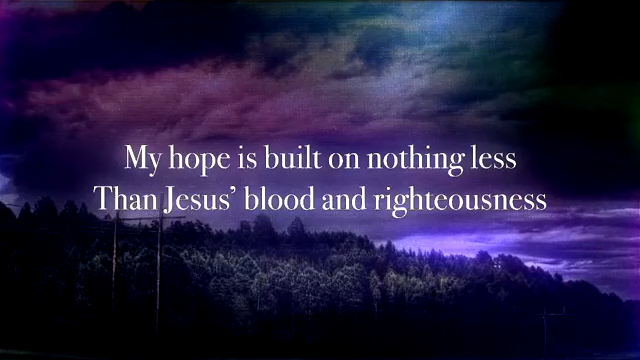 My hope is built on nothing less
Than Jesus’ blood and righteousness